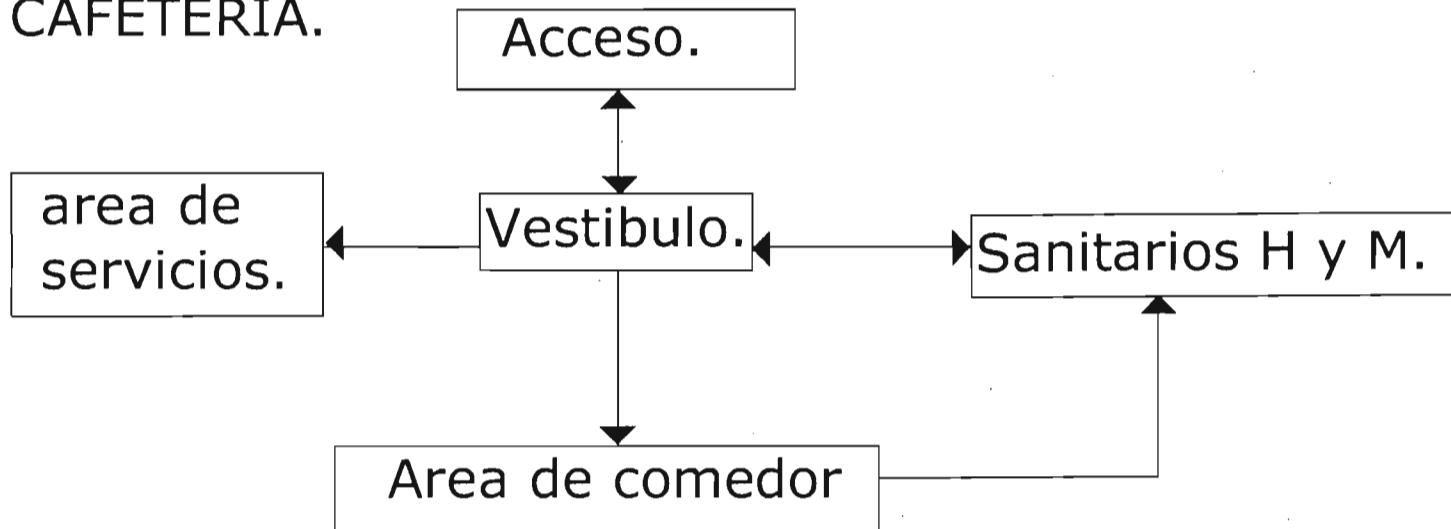 CAFETERIA.
Acceso.
area de
servicios.
Vestibulo.
Sanitarios H y M.
Area de comedor